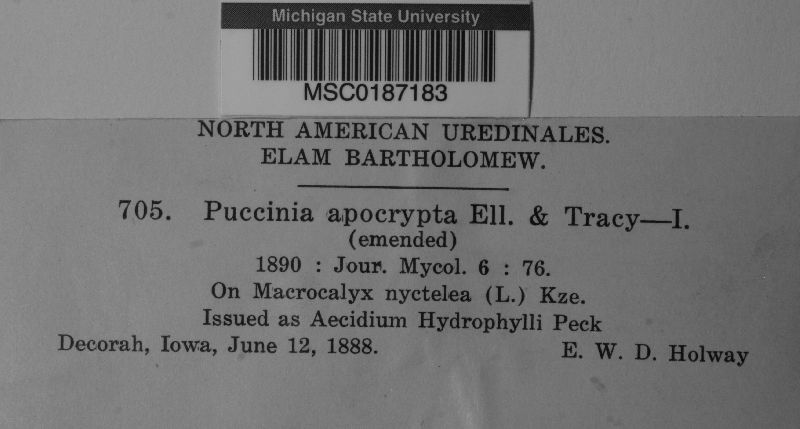 Michigan State University
MSC0187183
NORTH AMERICAN UREDINALES.
ELAM BARTHOLOMEW.
705. Puccinia apocrypta Ell. & Tracy—I.
(emended)
1890 : Jour. Mycol. 6 : 76.
On Macrocalyx nyctelea (L.) Kze.
Issued as Aecidium Hydrophylli Peck
Decorah, Iowa, June 12, 1888. E. W. D. Holway